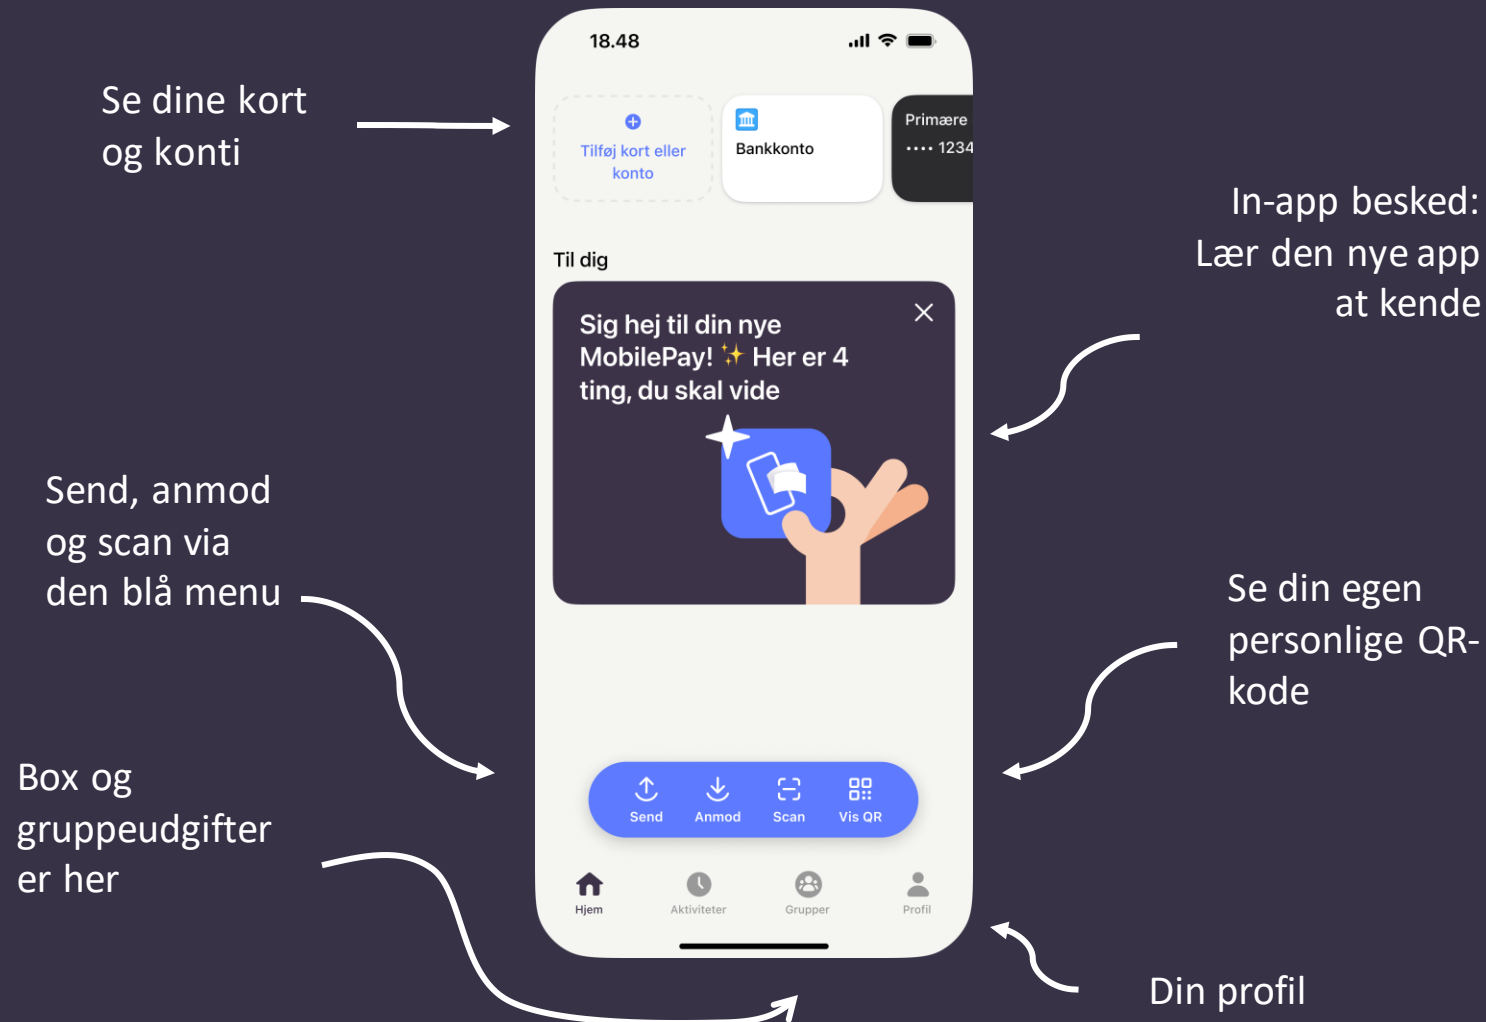 18.48
Se dine kort
og konti
Tilføj kort eller
konto
Bankkonto
Primære
•••• 1234
In-app besked:
Lær den nye app
at kende
Til dig
Sig hej til din nye
MobilePay! ✨ Her er 4
ting, du skal vide
Send, anmod
og scan via
den blå menu
Se din egen
personlige QR-
kode
Box og
gruppeudgifter
er her
Send
Anmod
Scan
Vis QR
Hjem
Aktiviteter
Grupper
Profil
Din profil